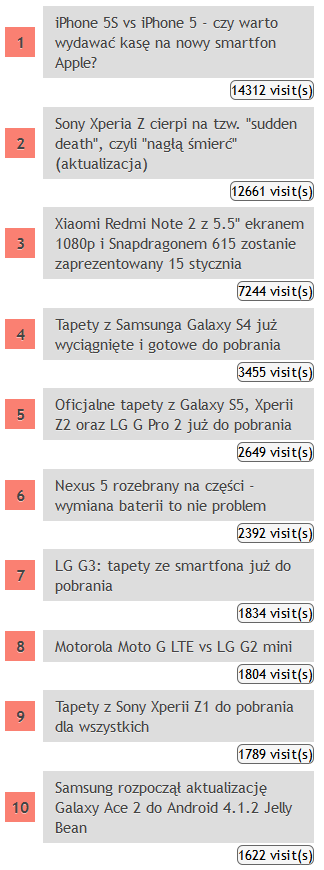 1
iPhone 5S vs iPhone 5 - czy warto
wydawać kasę na nowy smartfon
Apple?
14312 visit(s)
2
Sony Xperia Z cierpi na tzw. "sudden
death", czyli "nagłą śmierć"
(aktualizacja)
12661 visit(s)
3
Xiaomi Redmi Note 2 z 5.5" ekranem
1080p i Snapdragonem 615 zostanie
zaprezentowany 15 stycznia
7244 visit(s)
4
Tapety z Samsunga Galaxy S4 już
wyciągnięte i gotowe do pobrania
3455 visit(s)
5
Oficjalne tapety z Galaxy S5, Xperii
Z2 oraz LG G Pro 2 już do pobrania
2649 visit(s)
6
Nexus 5 rozebrany na części -
wymiana baterii to nie problem
2392 visit(s)
7
LG G3: tapety ze smartfona już do
pobrania
1834 visit(s)
8
Motorola Moto G LTE vs LG G2 mini
1804 visit(s)
9
Tapety z Sony Xperii Z1 do pobrania
dla wszystkich
1789 visit(s)
10
Samsung rozpoczął aktualizację
Galaxy Ace 2 do Android 4.1.2 Jelly
Bean
1622 visit(s)